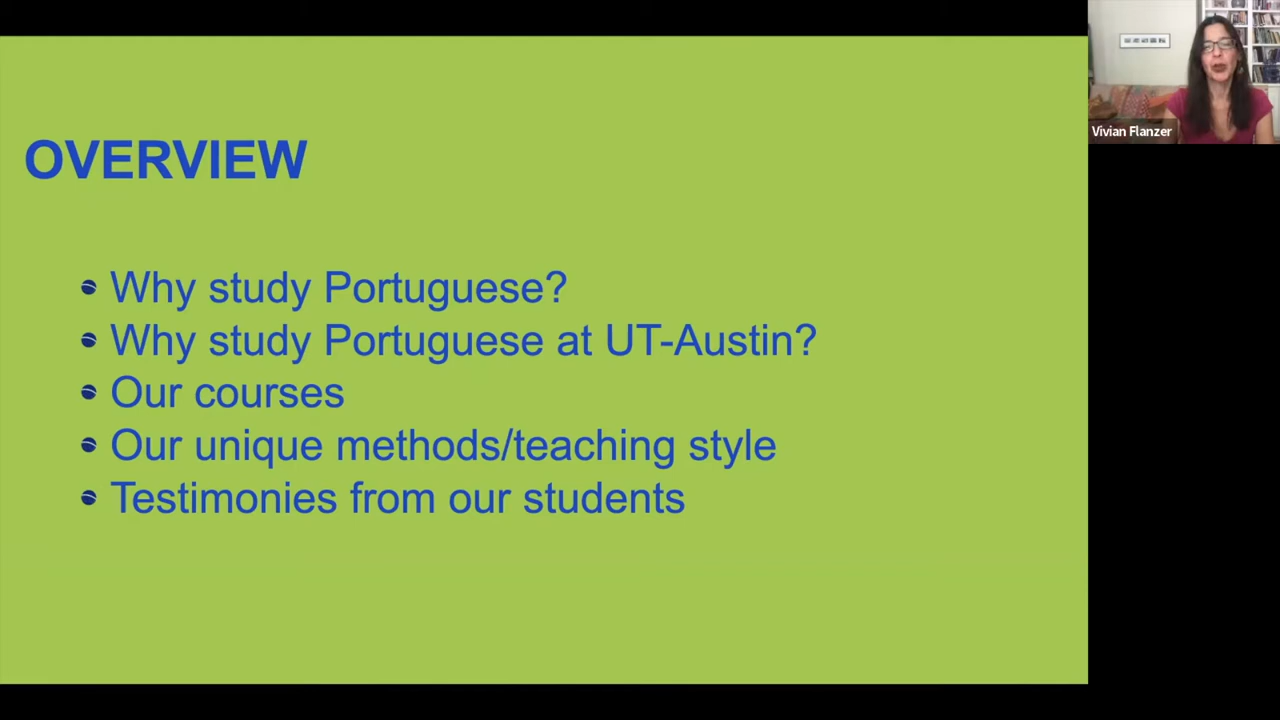 OVERVIEW
Why study Portuguese?
Why study Portuguese at UT-Austin?
Our courses
Our unique methods/teaching style
Testimonies from our students
Vivian Flanzer